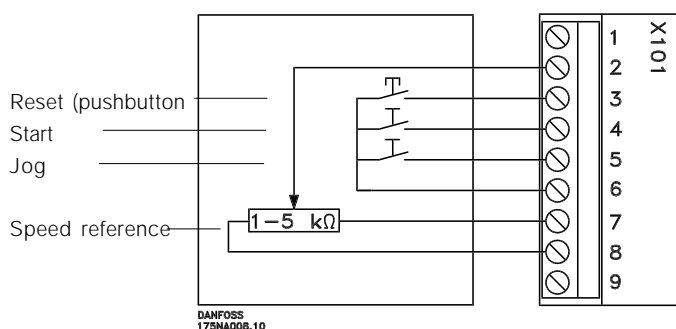 Reset (pushbutton
Start
Jog
Speed reference
1-5 kΩ
DANFOSS
175NA006.10
X101
1
2
3
4
5
6
7
8
9